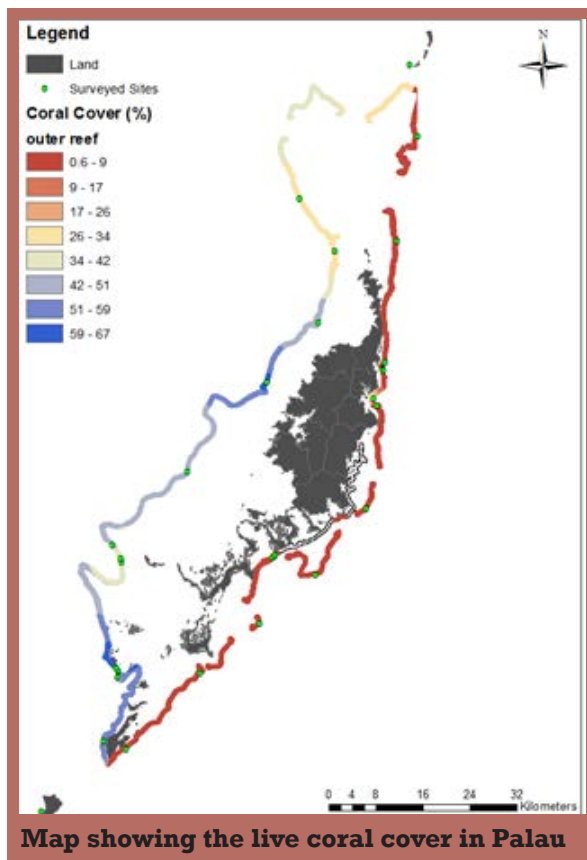 Legend
Land
Surveyed Sites
Coral Cover (%)
outer reef
0.6 - 9
9 - 17
17 - 26
26 - 34
34 - 42
42 - 51
51 - 59
59 - 67
N
0 4 8 16 24 32
Kilometers
Map showing the live coral cover in Palau